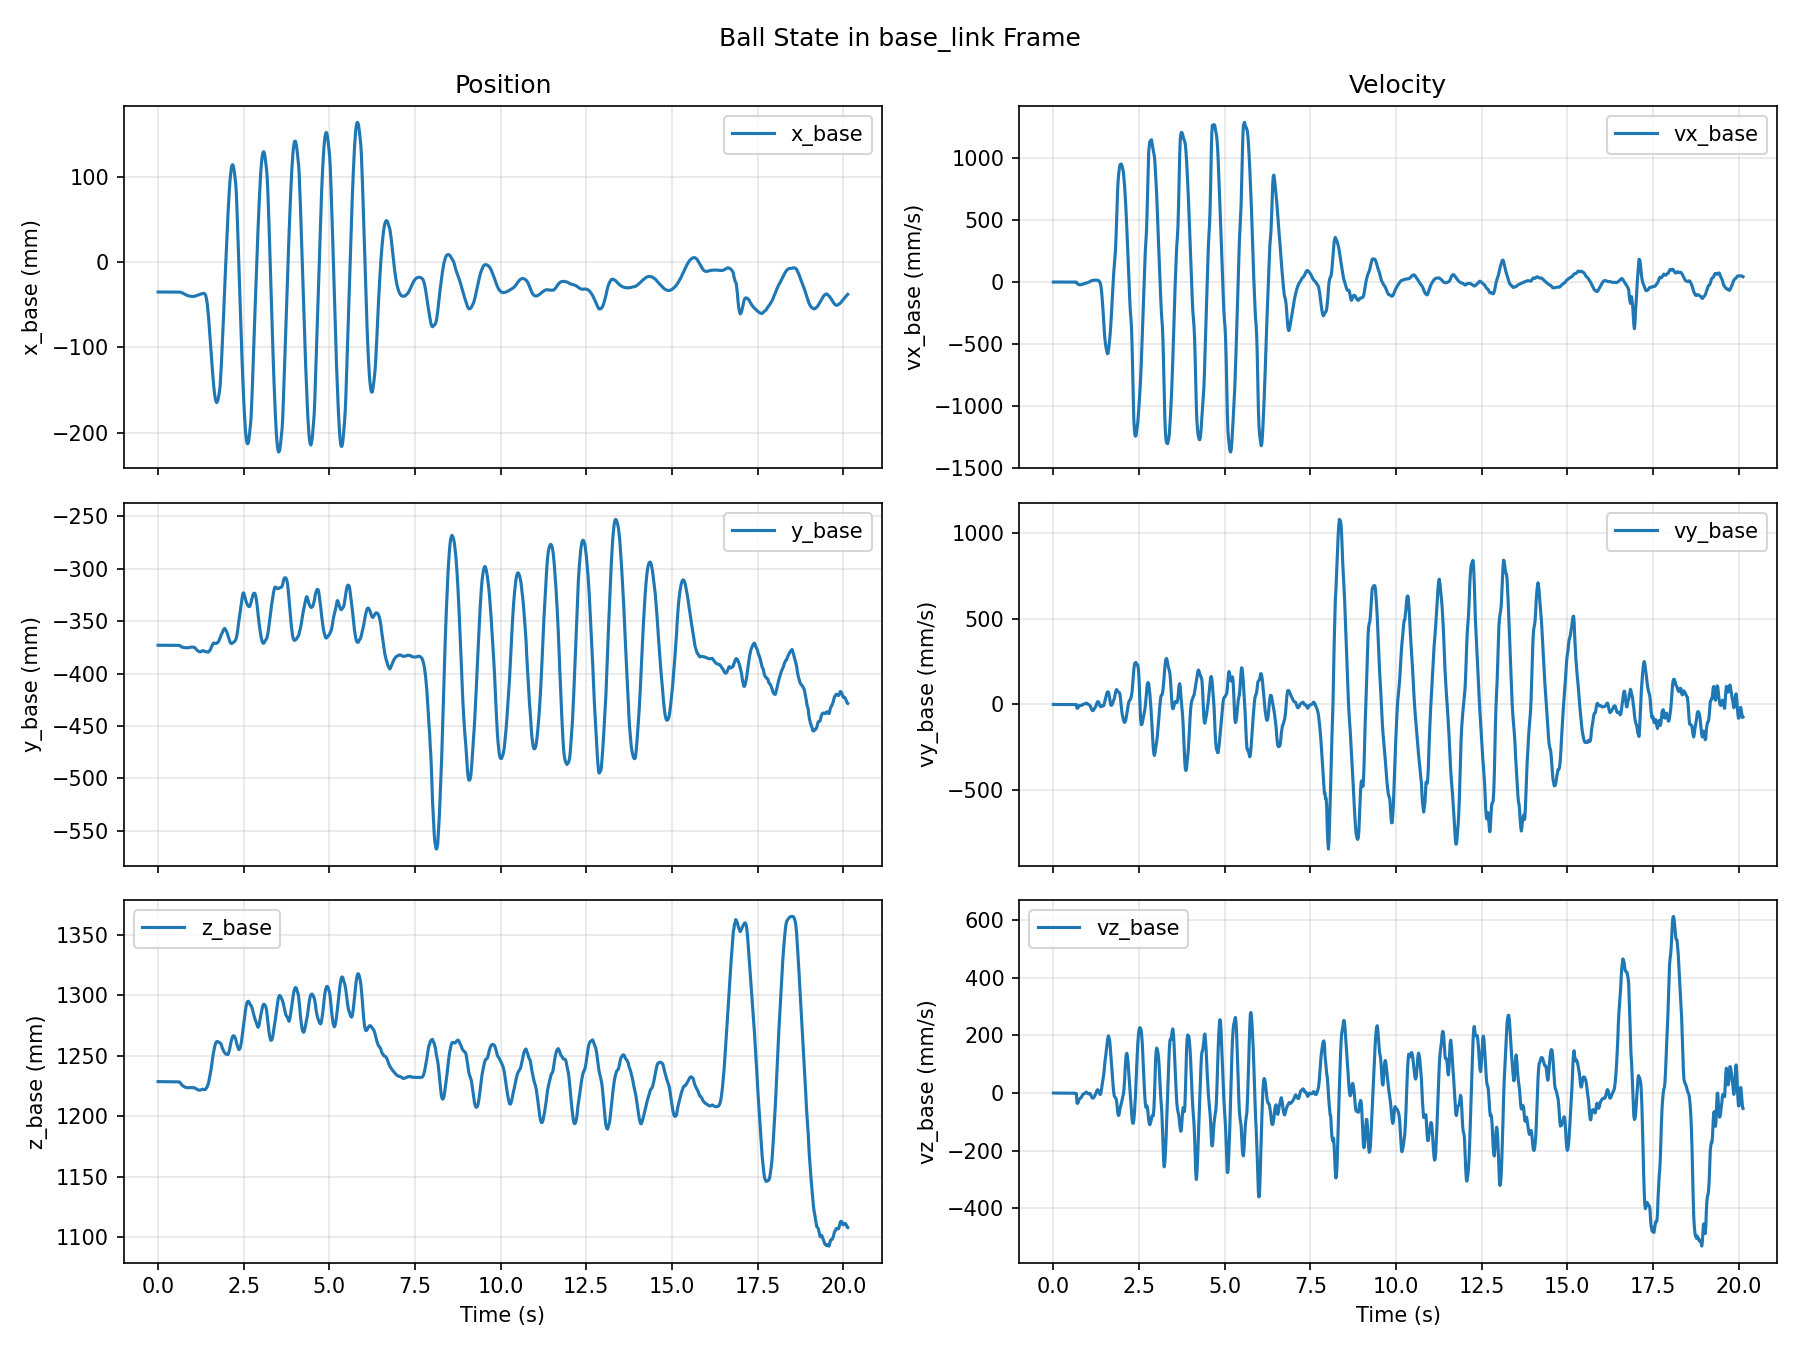 Ball State in base_link Frame
Position
Velocity
x_base (mm)
100
0
−100
−200
x_base
vx_base (mm/s)
1000
500
0
−500
−1000
−1500
vx_base
y_base (mm)
−250
−300
−350
−400
−450
−500
−550
y_base
vy_base (mm/s)
1000
500
0
−500
vy_base
z_base (mm)
1350
1300
1250
1200
1150
1100
z_base
0.0 2.5 5.0 7.5 10.0 12.5 15.0 17.5 20.0
Time (s)
vz_base (mm/s)
600
400
200
0
−200
−400
vz_base
0.0 2.5 5.0 7.5 10.0 12.5 15.0 17.5 20.0
Time (s)